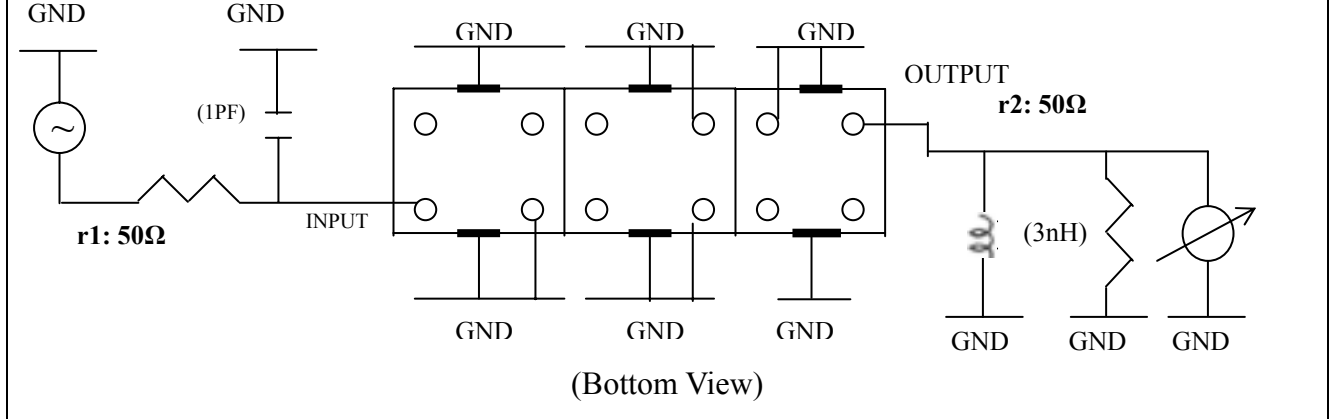 GND
GND
GND
GND
GND
OUTPUT
r2: 50Ω
(1PF)
INPUT
r1: 50Ω
(3nH)
GND
GND
GND
GND
GND
GND
(Bottom View)